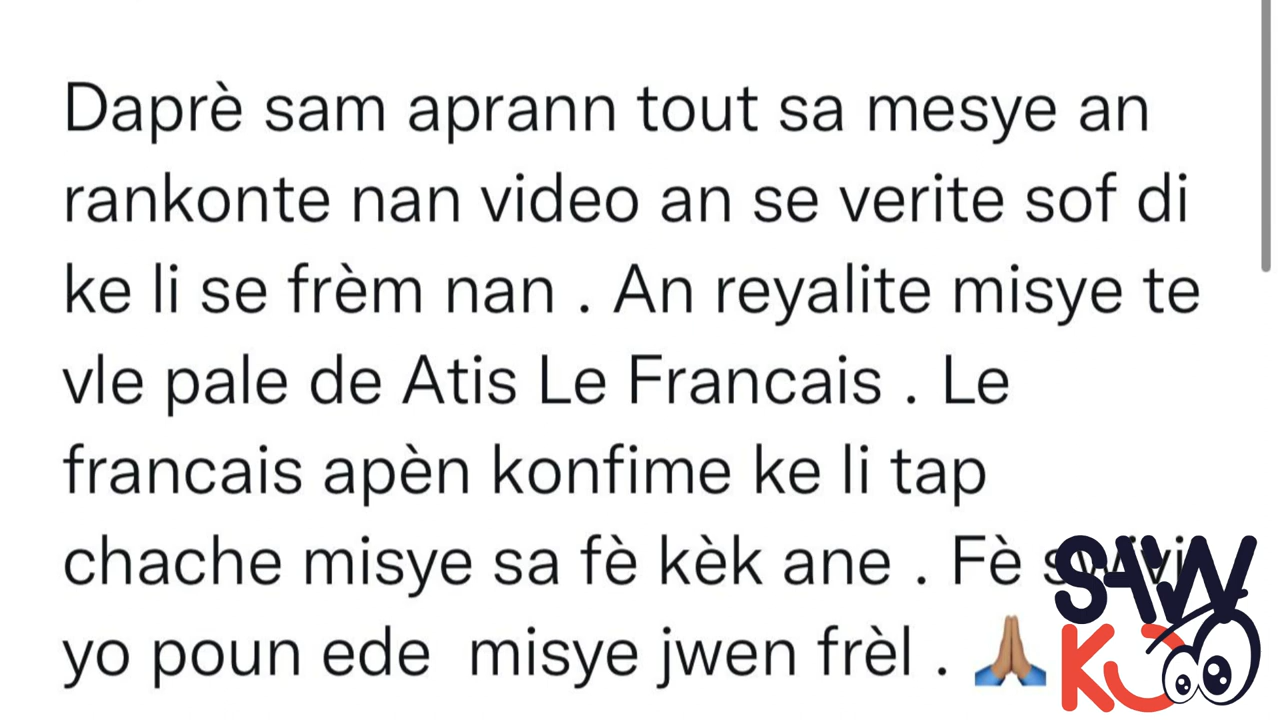 Daprè sam aprann tout sa mesye an
rankonte nan video an se verite sof di
ke li se frèm nan . An reyalite misye te
vle pale de Atis Le Francais . Le
francais apèn konfime ke li tap
chache misye sa fè kèk ane . Fè
yo poun ede  misye jwen frèl . 🙏🏽